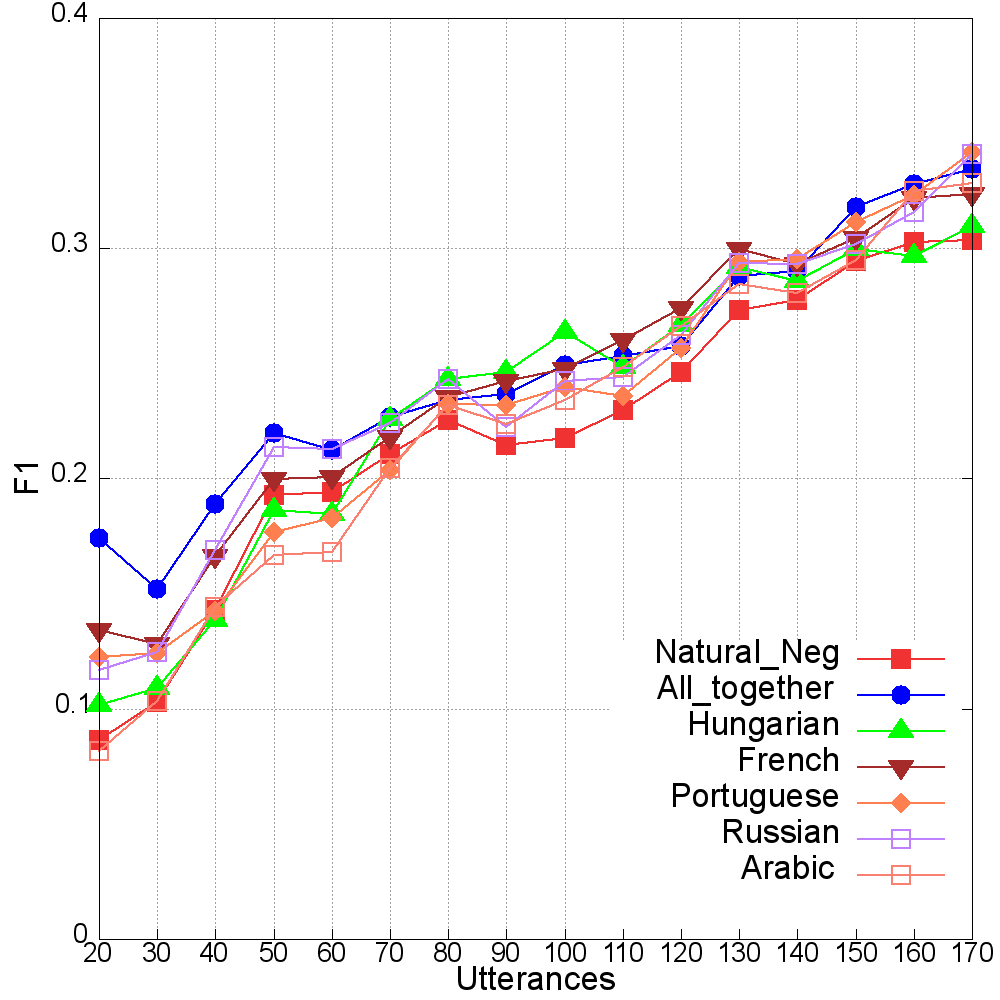 0.4
0.3
0.2
0.1
0
F1
20 30 40 50 60 70 80 90 100 110 120 130 140 150 160 170
Utterances
Natural_Neg
All_together
Hungarian
French
Portuguese
Russian
Arabic